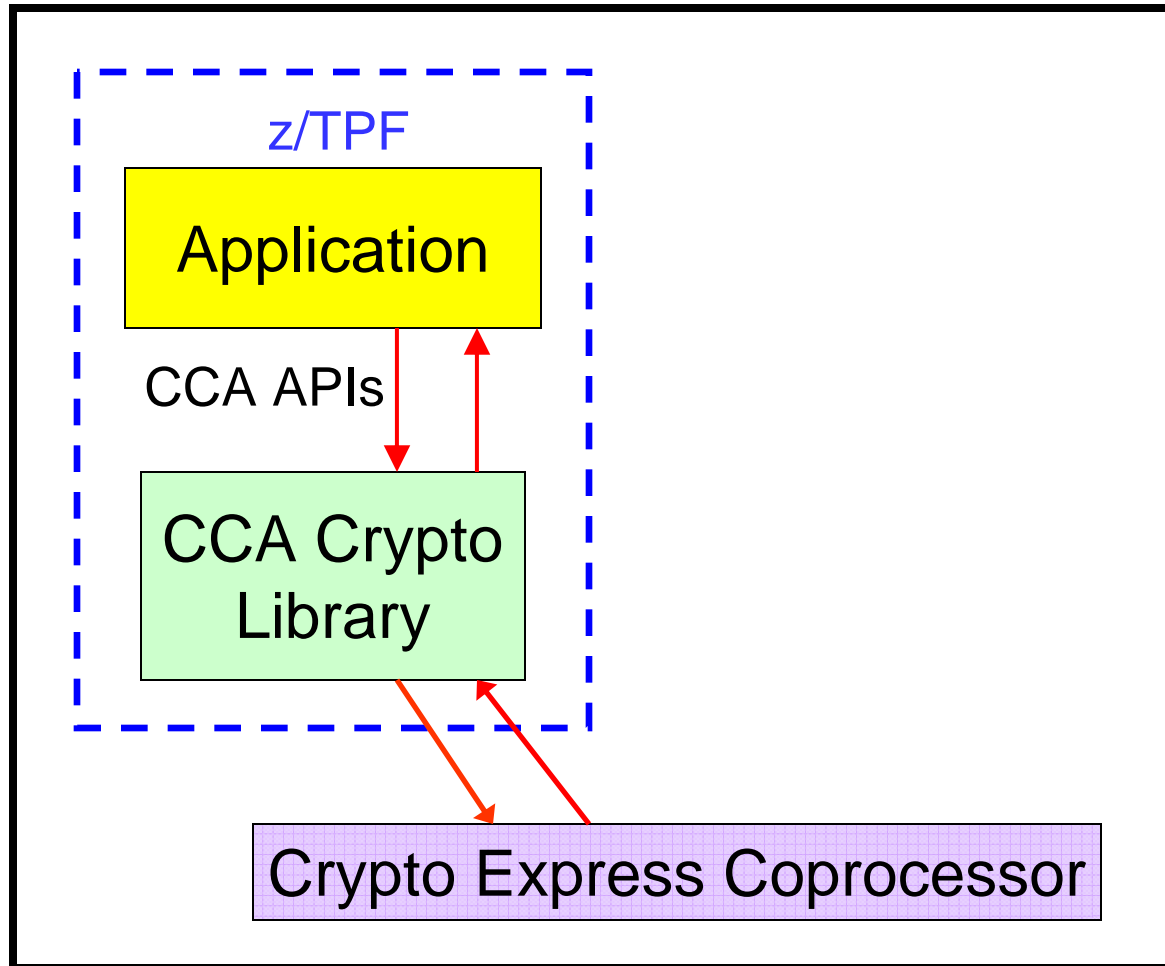 z/TPF
Application
CCA APIs
CCA Crypto
Library
Crypto Express Coprocessor